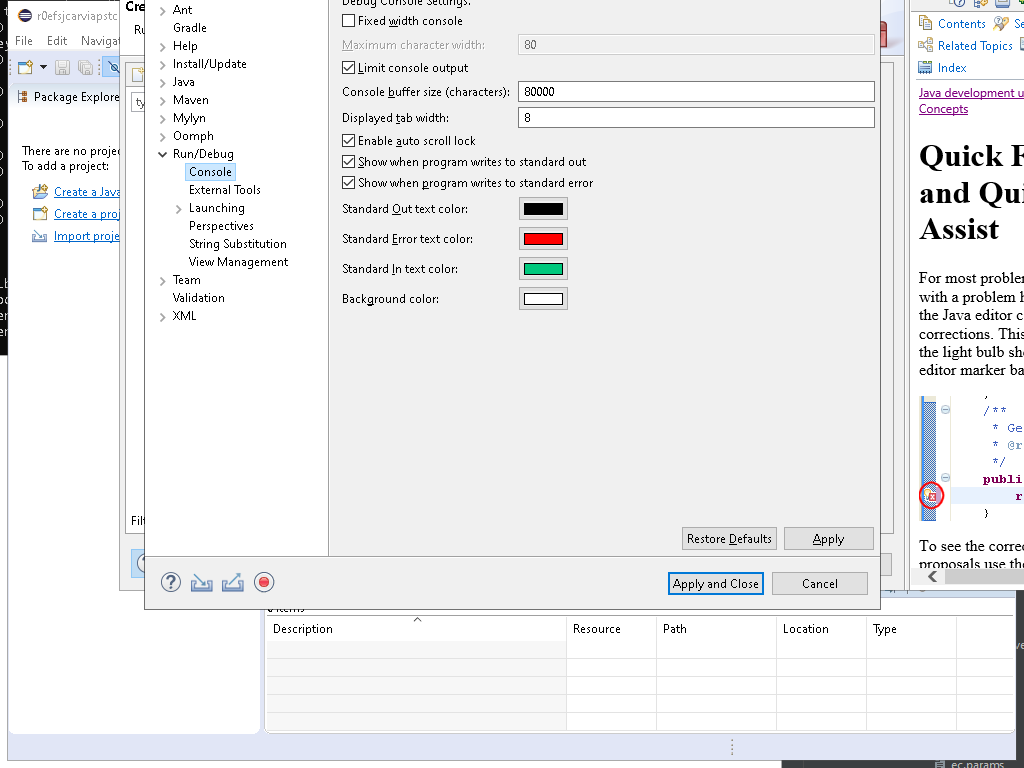 r0efsjcarviapstc
File Edit Navigat
Package Explore
There are no projec
To add a project:
Create a Java
Create a proj
Import proje
Cre
Ru
ty
Filt
Ant
Gradle
Help
Install/Update
Java
Maven
Mylyn
Oomph
Run/Debug
Console
External Tools
Launching
Perspectives
String Substitution
View Management
Team
Validation
XML
Debug Console Settings.
Fixed width console
Maximum character width: 80
Limit console output
Console buffer size (characters): 80000
Displayed tab width: 8
Enable auto scroll lock
Show when program writes to standard out
Show when program writes to standard error
Standard Out text color:
Standard Error text color:
Standard In text color:
Background color:
Restore Defaults Apply
Apply and Close Cancel
Contents Se
Related Topics
Index
Java development u
Concepts
Quick F
and Qui
Assist
For most problem
with a problem h
the Java editor c
corrections. This
the light bulb sho
editor marker ba
/**
* Ge
* @r
*/
publi
r
}
To see the correc
proposals use the
items
Description Resource Path Location Type
ec.params